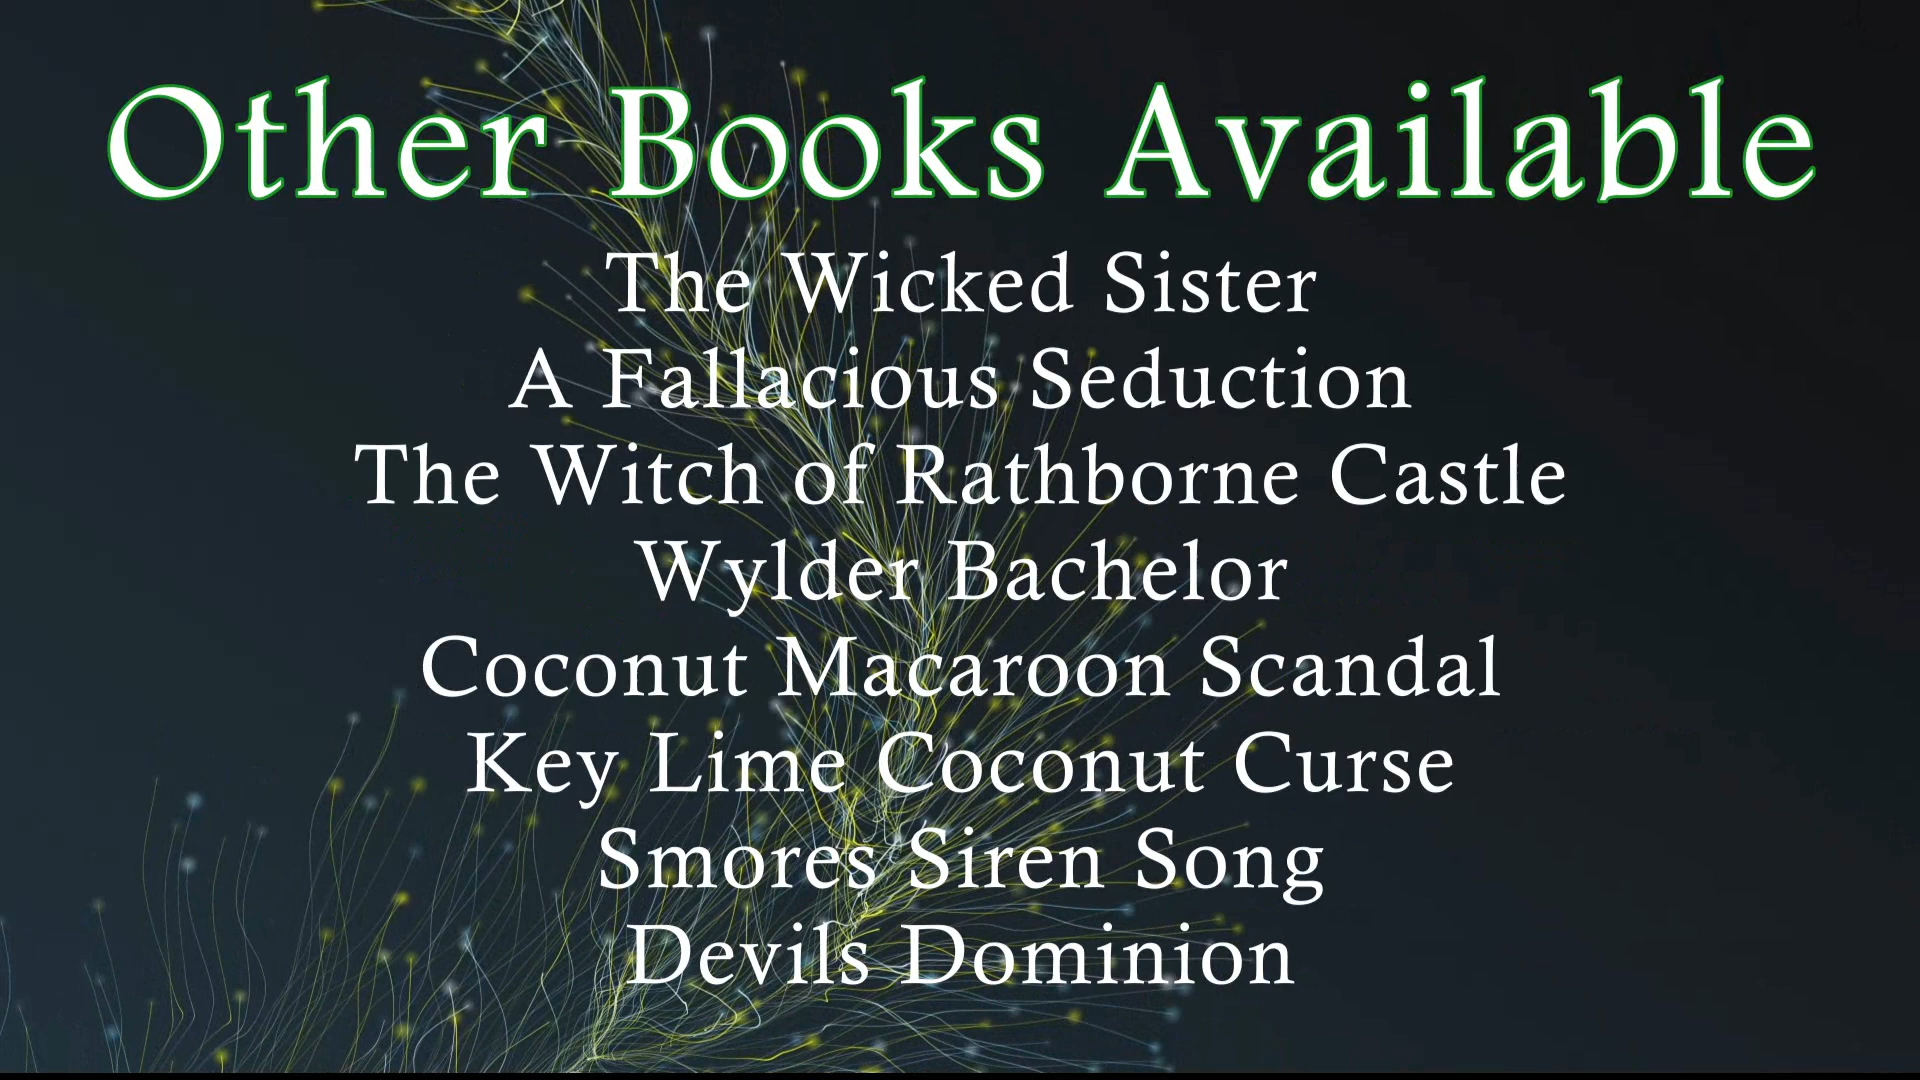 Other Books Available
The Wicked Sister
A Fallacious Seduction
The Witch of Rathborne Castle
Wylder Bachelor
Coconut Macaroon Scandal
Key Lime Coconut Curse
Smores Siren Song
Devils Dominion